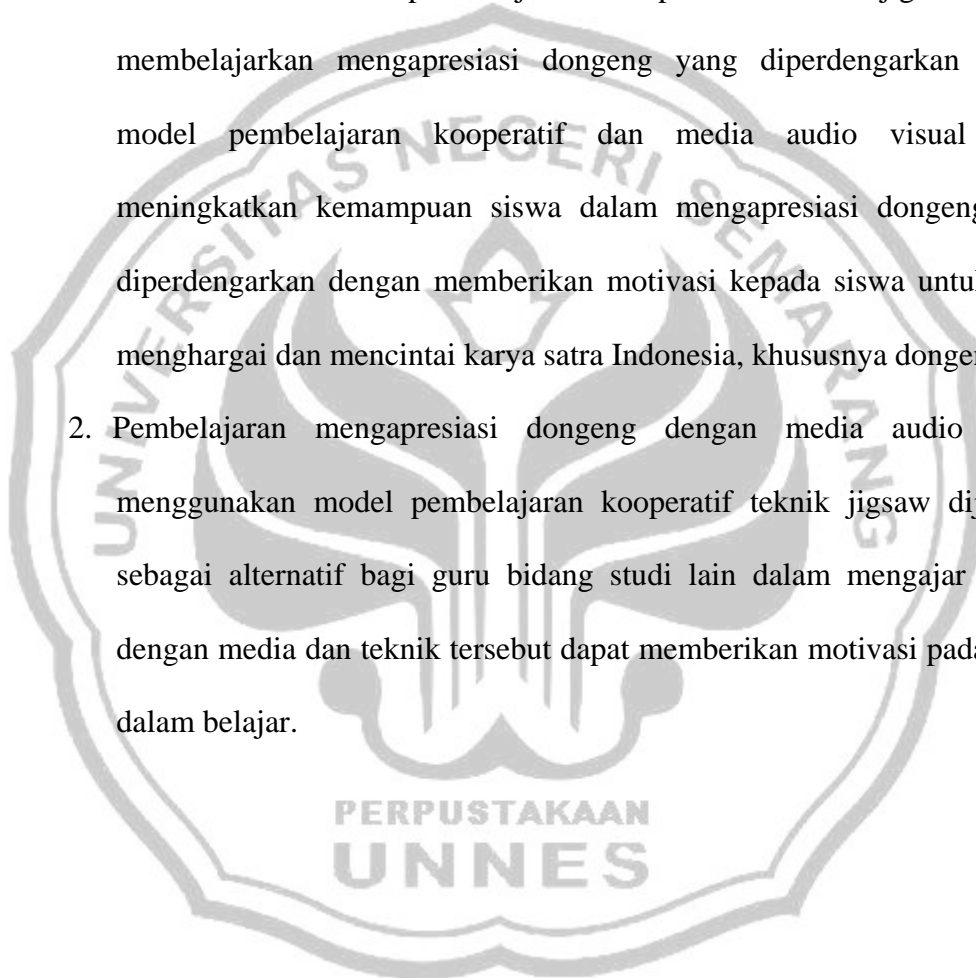 membelajarkan mengapresiasi dongeng yang diperdengarkan
model pembelajaran kooperatif dan media audio visual
meningkatkan kemampuan siswa dalam mengapresiasi dongeng
diperdengarkan dengan memberikan motivasi kepada siswa untuk
menghargai dan mencintai karya satra Indonesia, khususnya
2. Pembelajaran mengapresiasi dongeng dengan media audio
menggunakan model pembelajaran kooperatif teknik jigsaw
sebagai alternatif bagi guru bidang studi lain dalam mengajar
dengan media dan teknik tersebut dapat memberikan motivasi pada
dalam belajar.
UNIVERSITAS NEGERI SEMARANG
PERPUSTAKAAN
UNNES